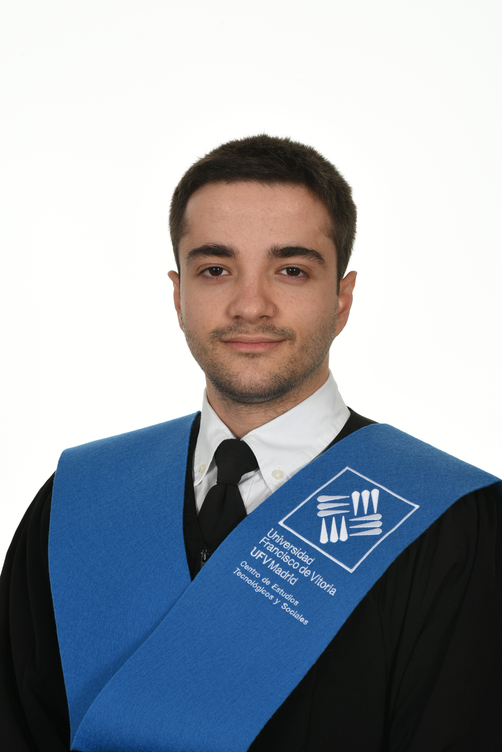 Universidad
Francisco de Vitoria
UFV Madrid
Centro de Estudios
Tecnológicos y Sociales